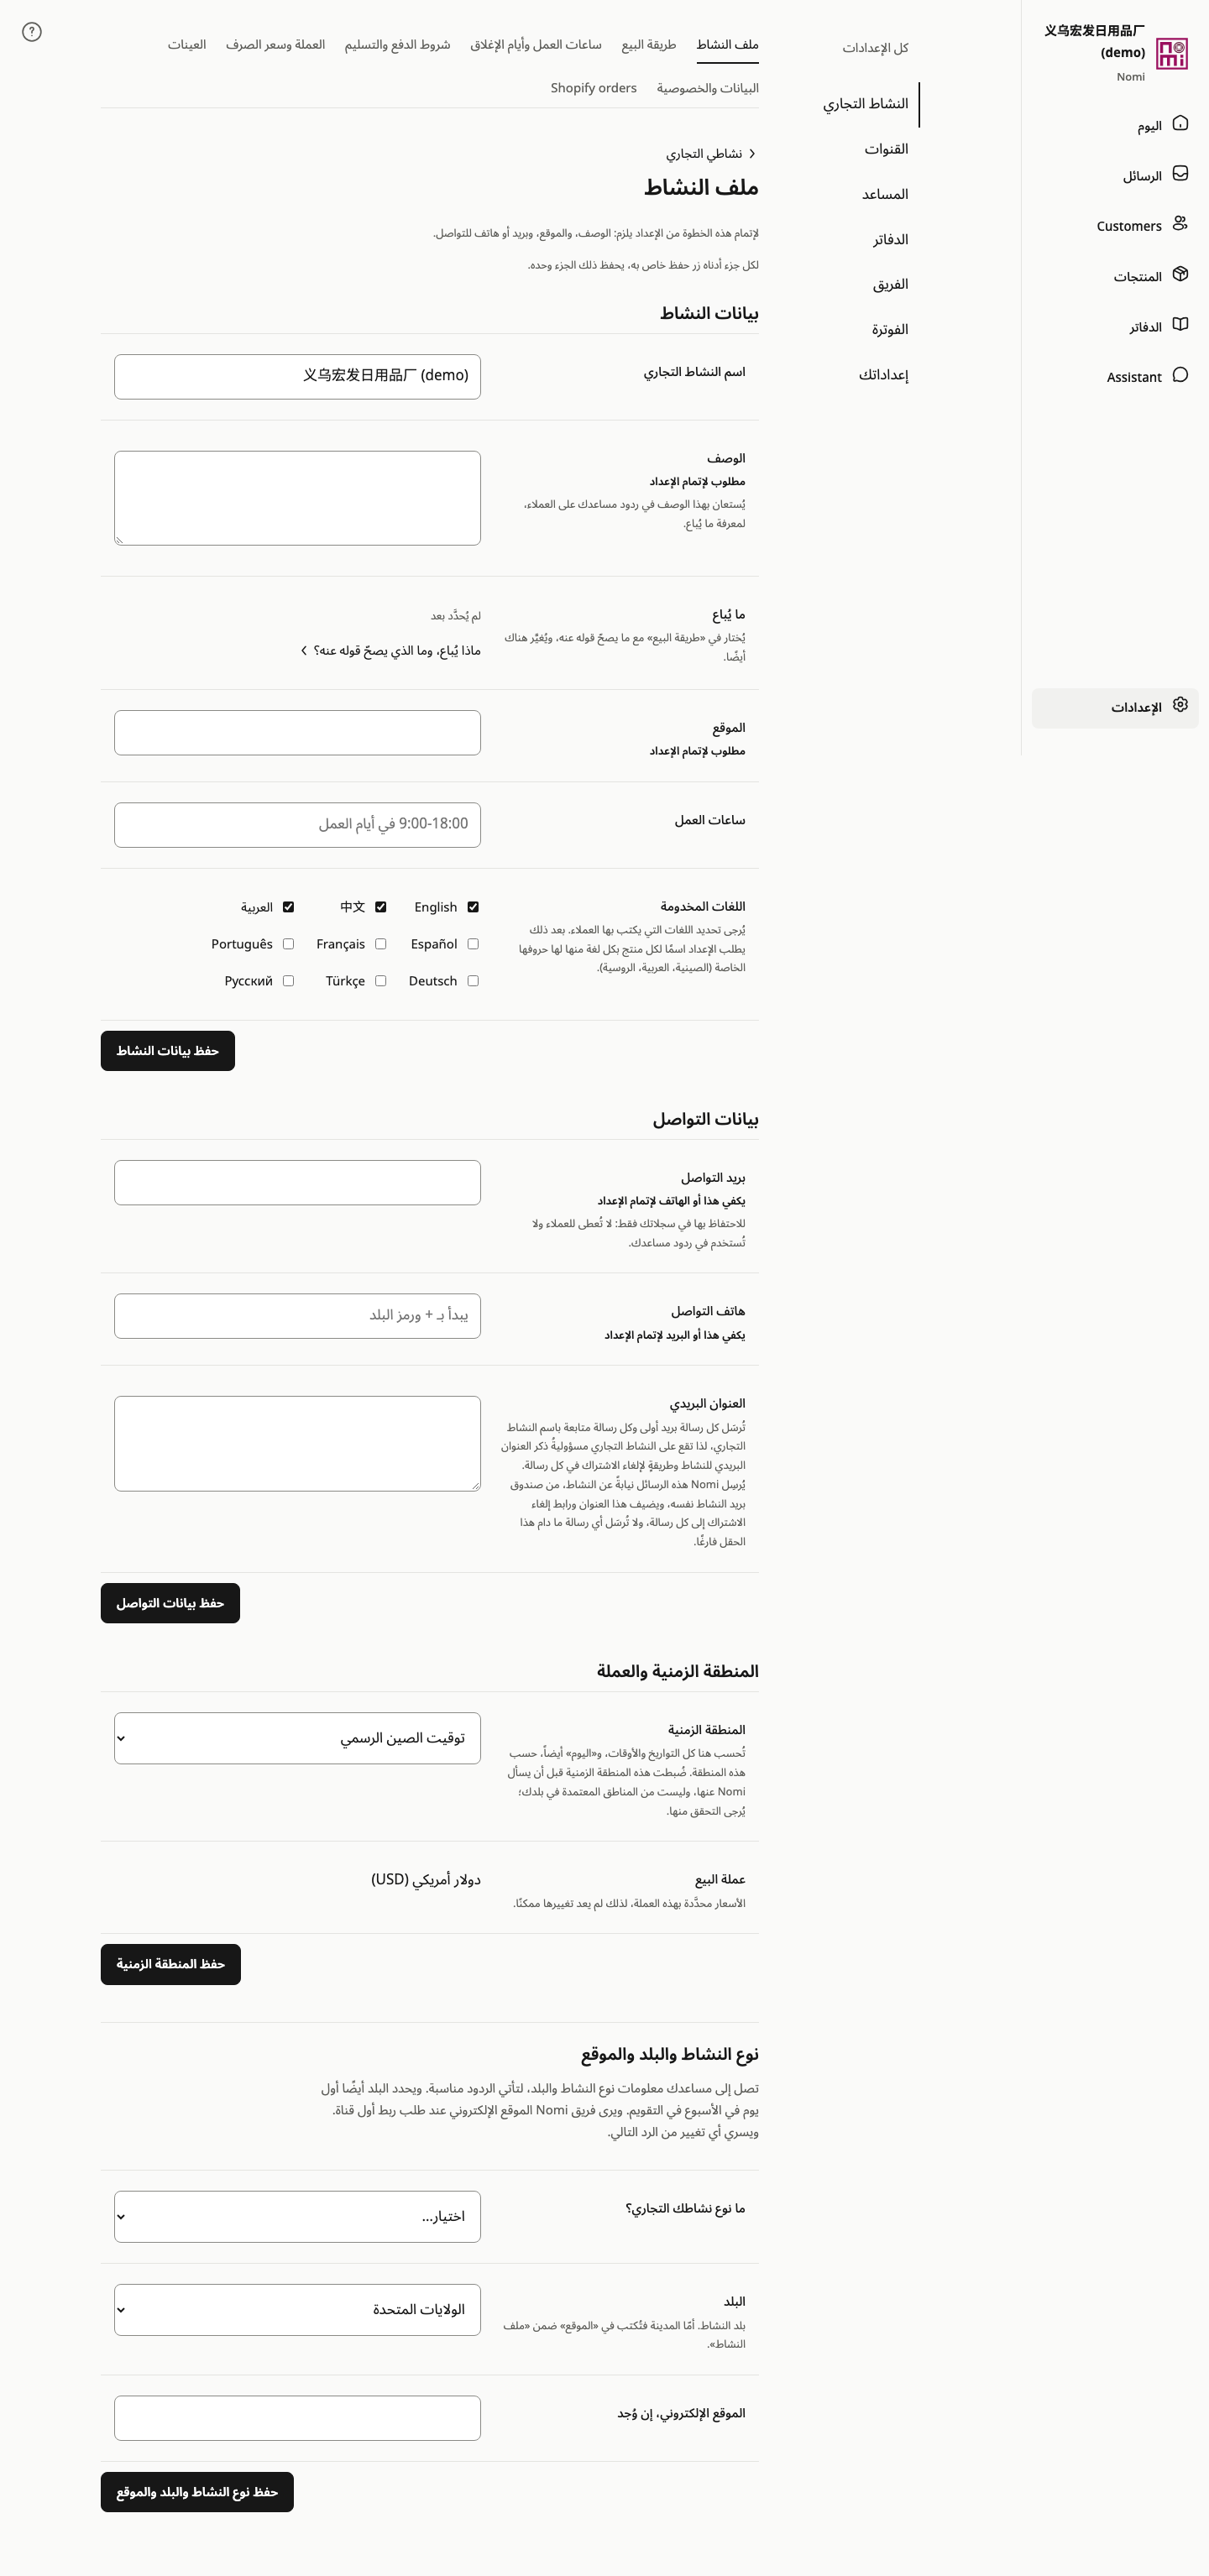 义乌宏发日用品厂
(demo)
Nomi
اليوم
الرسائل
Customers
المنتجات
الدفاتر
Assistant
الإعدادات
كل الإعدادات
النشاط التجاري
القنوات
المساعد
الدفاتر
الفريق
الفوترة
إعداداتك
ملف النشاط
طريقة البيع
ساعات العمل وأيام الإغلاق
شروط الدفع والتسليم
العملة وسعر الصرف
العينات
البيانات والخصوصية
Shopify orders
نشاطي التجاري
ملف النشاط
لإتمام هذه الخطوة من الإعداد يلزم: الوصف، والموقع، وبريد أو هاتف للتواصل.
لكل جزء أدناه زر حفظ خاص به، يحفظ ذلك الجزء وحده.
بيانات النشاط
اسم النشاط التجاري
义乌宏发日用品厂 (demo)
الوصف
مطلوب لإتمام الإعداد
يُستعان بهذا الوصف في ردود مساعدك على العملاء،
لمعرفة ما يُباع.
ما يُباع
يُختار في «طريقة البيع» مع ما يصحّ قوله عنه، ويُغيَّر هناك
أيضًا.
لم يُحدَّد بعد
ماذا يُباع، وما الذي يصحّ قوله عنه؟
الموقع
مطلوب لإتمام الإعداد
ساعات العمل
9:00-18:00 في أيام العمل
اللغات المخدومة
يُرجى تحديد اللغات التي يكتب بها العملاء. بعد ذلك
يطلب الإعداد اسمًا لكل منتج بكل لغة منها لها حروفها
الخاصة (الصينية، العربية، الروسية).
English
中文
العربية
Español
Français
Português
Deutsch
Türkçe
Русский
حفظ بيانات النشاط
بيانات التواصل
بريد التواصل
يكفي هذا أو الهاتف لإتمام الإعداد
للاحتفاظ بها في سجلاتك فقط: لا تُعطى للعملاء ولا
تُستخدم في ردود مساعدك.
هاتف التواصل
يكفي هذا أو البريد لإتمام الإعداد
يبدأ بـ + ورمز البلد
العنوان البريدي
تُرسَل كل رسالة بريد أولى وكل رسالة متابعة باسم النشاط
التجاري، لذا تقع على النشاط التجاري مسؤوليةُ ذكر العنوان
البريدي للنشاط وطريقةٍ لإلغاء الاشتراك في كل رسالة.
يُرسِل Nomi هذه الرسائل نيابةً عن النشاط، من صندوق
بريد النشاط نفسه، ويضيف هذا العنوان ورابط إلغاء
الاشتراك إلى كل رسالة، ولا تُرسَل أي رسالة ما دام هذا
الحقل فارغًا.
حفظ بيانات التواصل
المنطقة الزمنية والعملة
المنطقة الزمنية
تُحسب هنا كل التواريخ والأوقات، و«اليوم» أيضاً، حسب
هذه المنطقة. ضُبطت هذه المنطقة الزمنية قبل أن يسأل
Nomi عنها، وليست من المناطق المعتمدة في بلدك؛
يُرجى التحقق منها.
توقيت الصين الرسمي
عملة البيع
الأسعار محدَّدة بهذه العملة، لذلك لم يعد تغييرها ممكنًا.
دولار أمريكي (USD)
حفظ المنطقة الزمنية
نوع النشاط والبلد والموقع
تصل إلى مساعدك معلومات نوع النشاط والبلد، لتأتي الردود مناسبة. ويحدد البلد أيضًا أول
يوم في الأسبوع في التقويم. ويرى فريق Nomi الموقع الإلكتروني عند طلب ربط أول قناة.
ويسري أي تغيير من الرد التالي.
ما نوع نشاطك التجاري؟
اختيار...
البلد
بلد النشاط. أمّا المدينة فتُكتب في «الموقع» ضمن «ملف
النشاط».
الولايات المتحدة
الموقع الإلكتروني، إن وُجد
حفظ نوع النشاط والبلد والموقع